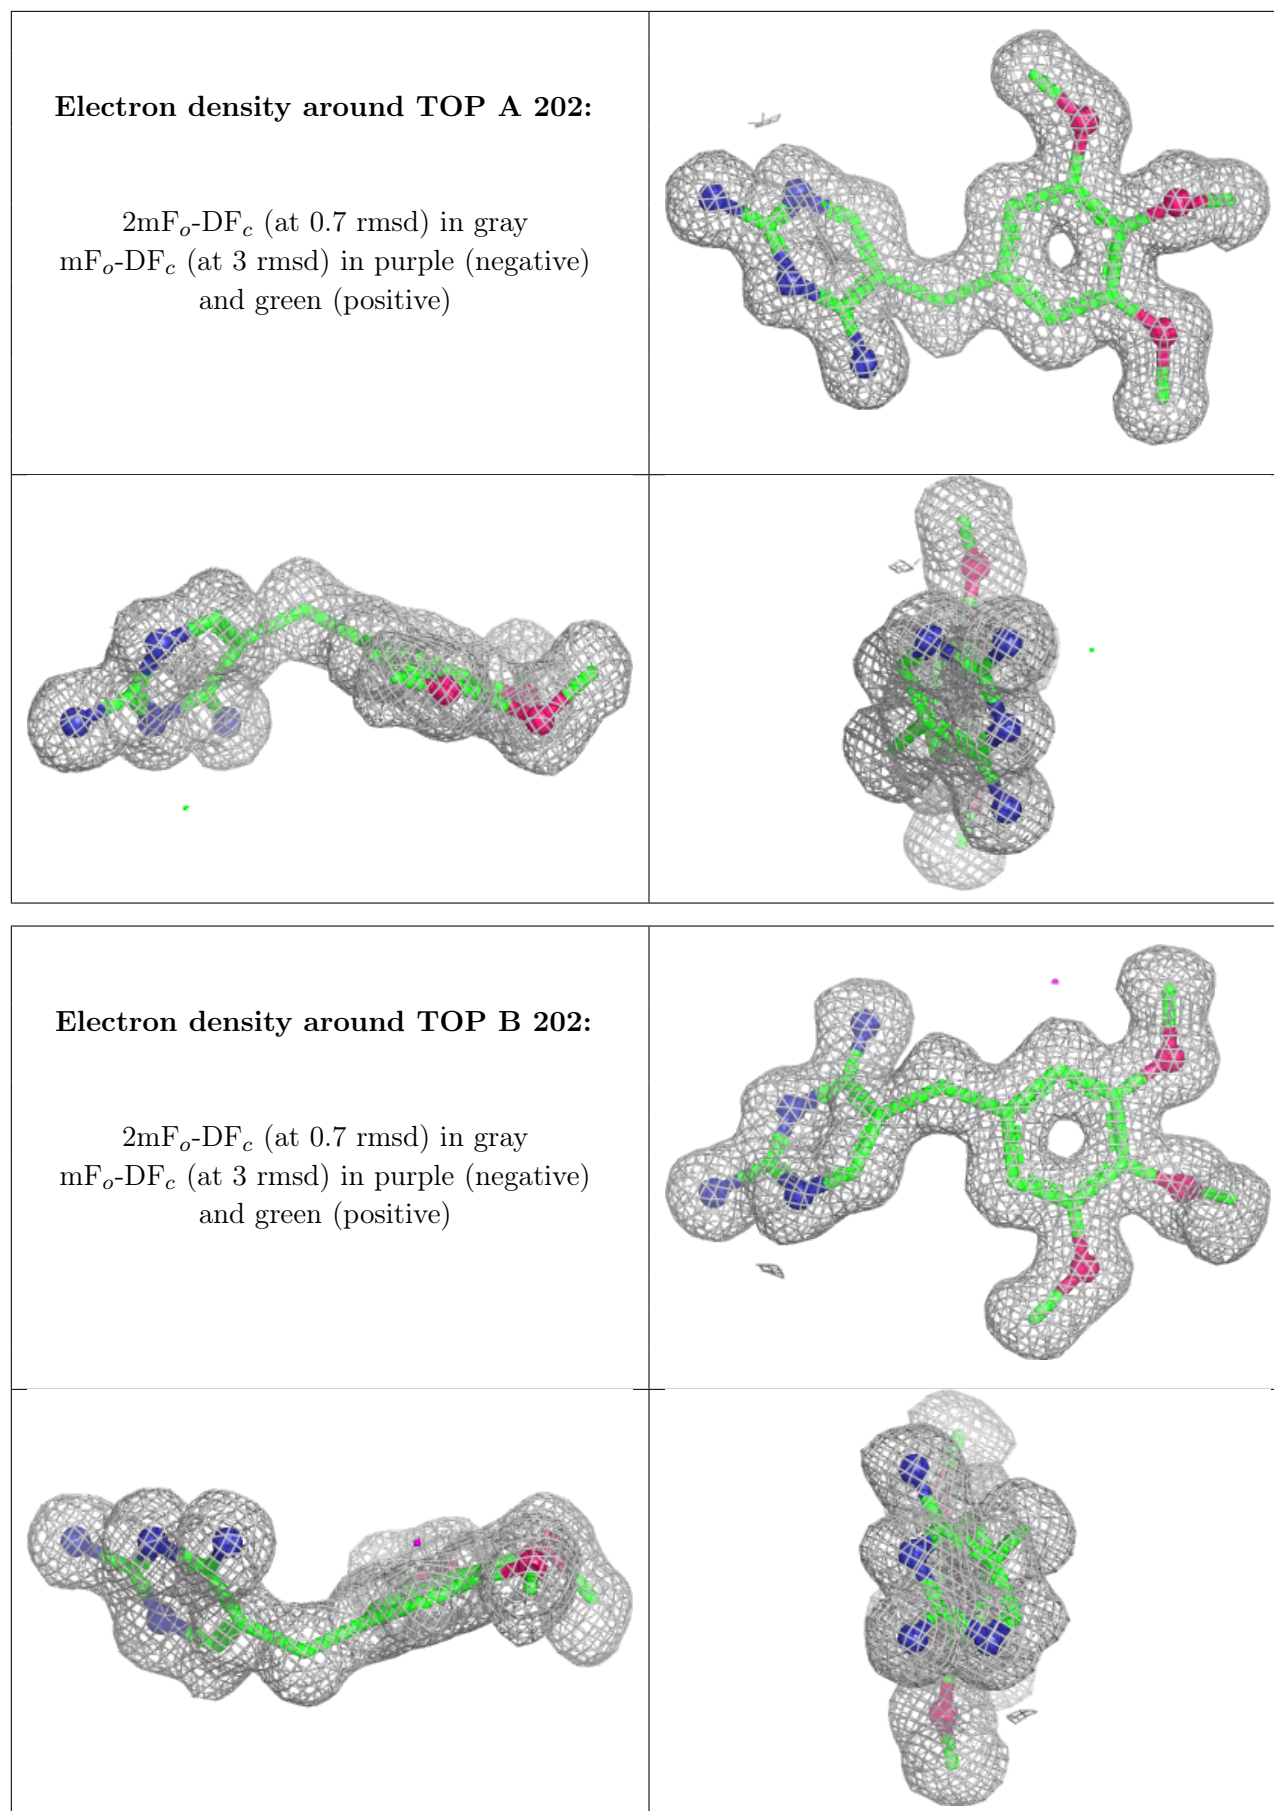 Electron density around TOP A 202:
2mFo-DFc (at 0.7 rmsd) in gray
mFo-DFc (at 3 rmsd) in purple (negative)
and green (positive)
Electron density around TOP B 202:
2mFo-DFc (at 0.7 rmsd) in gray
mFo-DFc (at 3 rmsd) in purple (negative)
and green (positive)